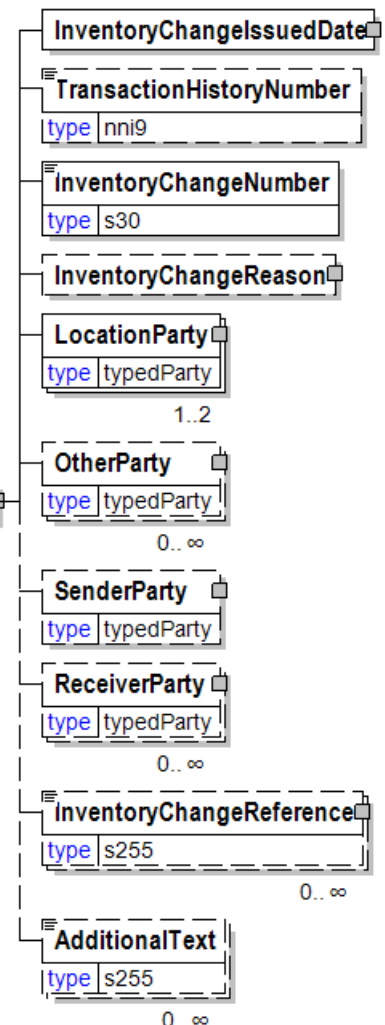 InventoryChangeIssuedDate
TransactionHistoryNumber
type nni9
InventoryChangeNumber
type s30
InventoryChangeReason
LocationParty
type typedParty
1..2
OtherParty
type typedParty
0.. ∞
SenderParty
type typedParty
ReceiverParty
type typedParty
0.. ∞
InventoryChangeReference
type s255
0.. ∞
AdditionalText
type s255
0.. ∞